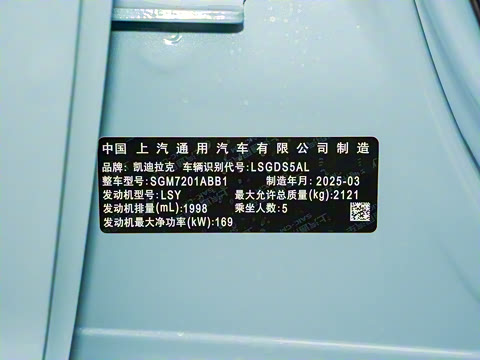 中国 上汽通用汽车有限公司制造
品牌: 凯迪拉克 车辆识别代号:LSGDS5AL
整车型号:SGM7201ABB1 制造年月:2025-03
发动机型号:LSY 最大允许总质量(kg):2121
发动机排量(mL):1998 乘坐人数:5
发动机最大净功率(kW):169